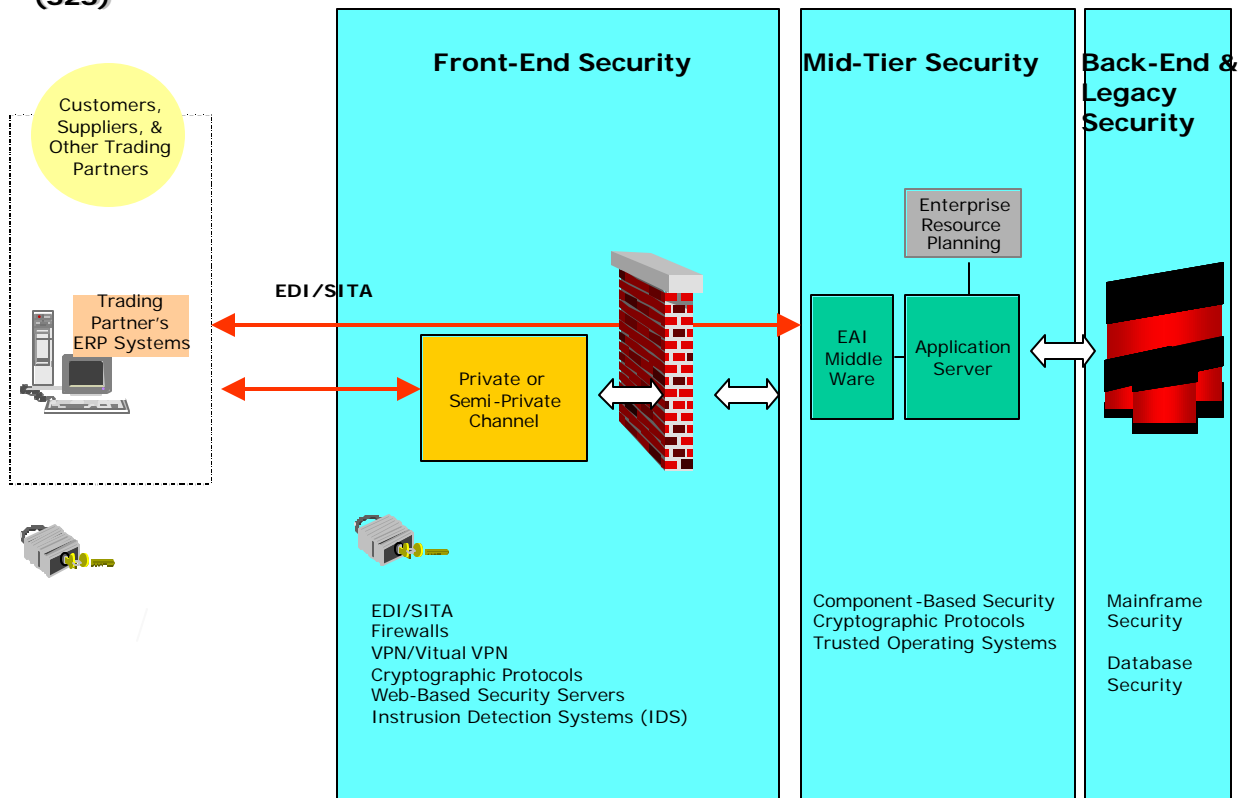 Front-End Security
Mid-Tier Security
Back-End &
Legacy
Security
Customers,
Suppliers, &
Other Trading
Partners
Enterprise
Resource
Planning
EDI/SITA
Trading
Partner's
ERP Systems
Private or
Semi-Private
Channel
EAI
Middle
Ware
Application
Server
EDI/SITA
Firewalls
VPN/Vitual VPN
Cryptographic Protocols
Web-Based Security Servers
Instrusion Detection Systems (IDS)
Component-Based Security
Cryptographic Protocols
Trusted Operating Systems
Mainframe
Security
Database
Security